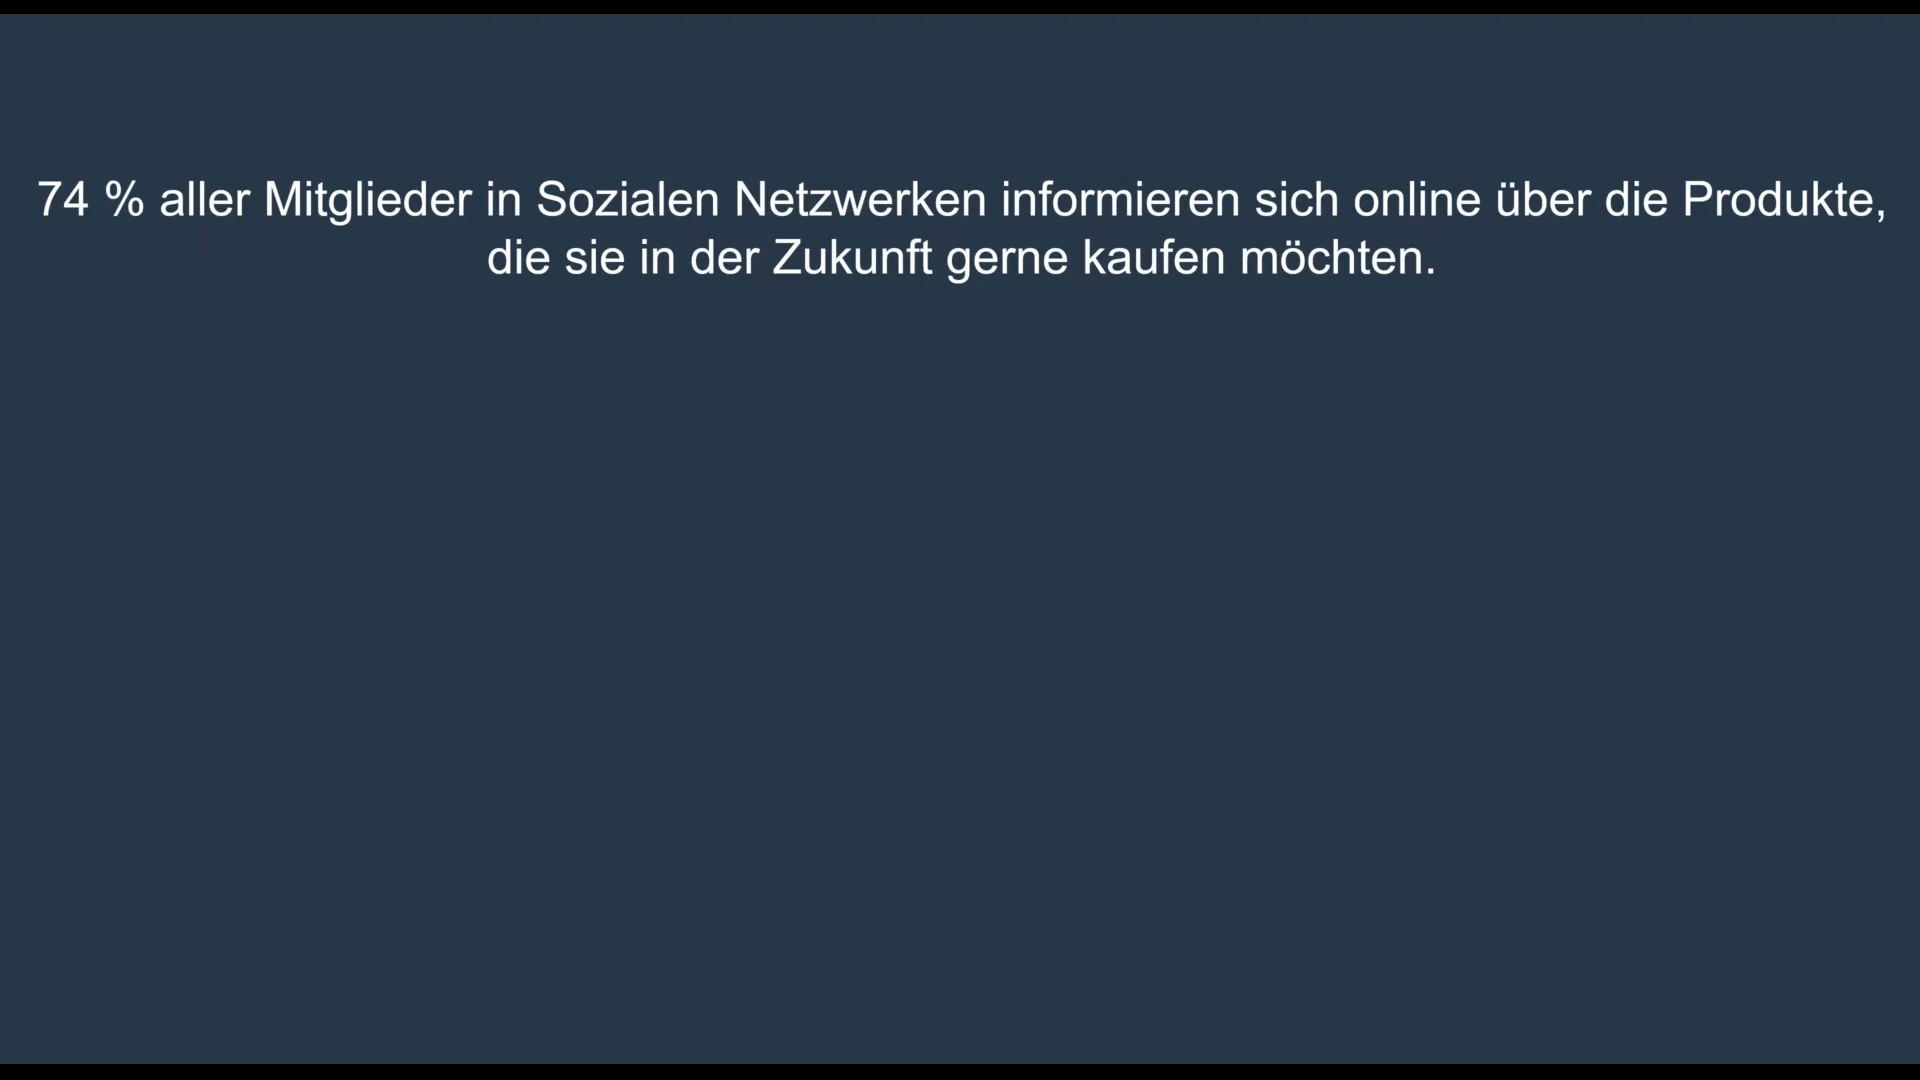 74 % aller Mitglieder in Sozialen Netzwerken informieren sich online über die Produkte,
die sie in der Zukunft gerne kaufen möchten.